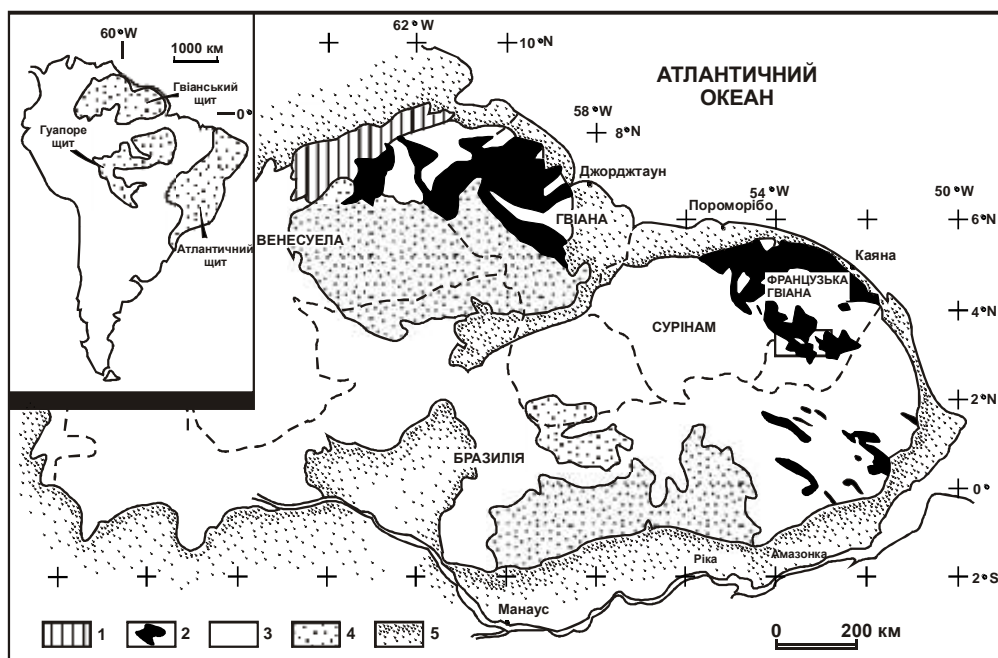 60° W
1000 км
Гвіанський
щит
0°
Гуапоре
щит
Атлантичний
щит
62° W
10°N
АТЛАНТИЧНИЙ
ОКЕАН
58° W
8°N
Джорджтаун
54° W
50° W
Пороморібо
6°N
ГВІАНА
ВЕНЕСУЕЛА
Каяна
ФРАНЦУЗЬКА
ГВІАНА
4°N
СУРІНАМ
2°N
БРАЗИЛІЯ
0°
Ріка Амазонка
2°S
Манаус
1 2 3 4 5
0 200 км